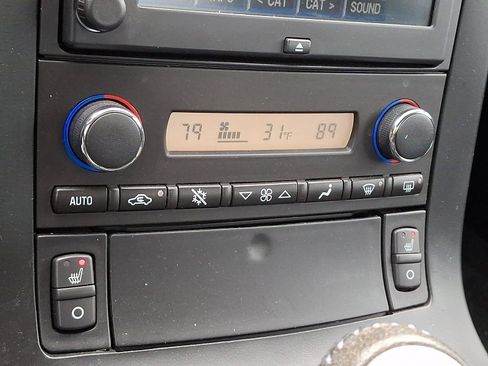 < CAT | CAT > | SOUND
79 31°F 89
AUTO